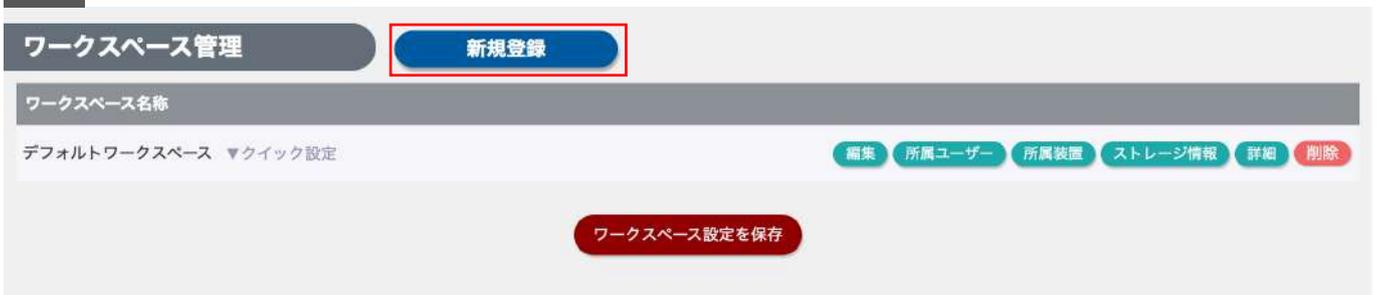 ワークスペース管理 新規登録
ワークスペース名称
デフォルトワークスペース ▼クイック設定 編集 所属ユーザー 所属装置 ストレージ情報 詳細 削除
ワークスペース設定を保存